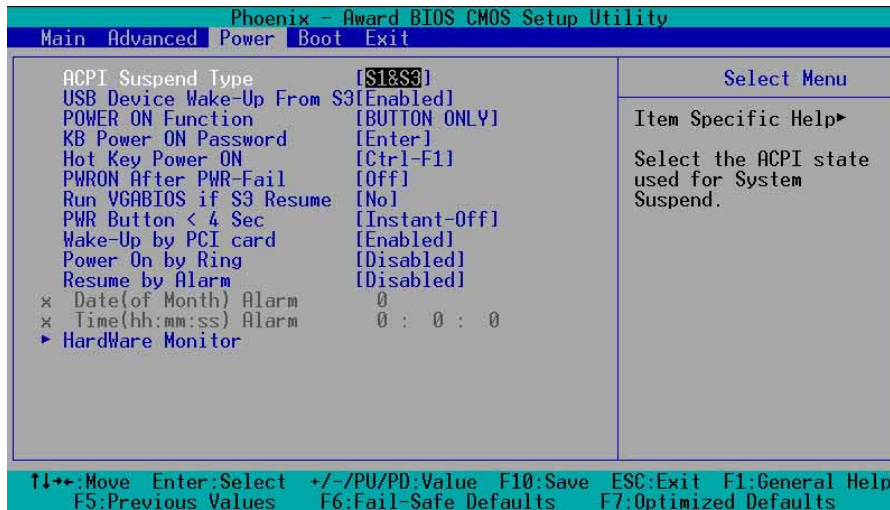 Phoenix - Award BIOS CMOS Setup Utility
Main Advanced Power Boot Exit
ACPI Suspend Type [S1&S3]
USB Device Wake-Up From S3[Enabled]
POWER ON Function [BUTTON ONLY]
KB Power ON Password [Enter]
Hot Key Power ON [Ctrl-F1]
PWRON After PWR-Fail [Off]
Run VGABIOS if S3 Resume [No]
PWR Button < 4 Sec [Instant-Off]
Wake-Up by PCI card [Enabled]
Power On by Ring [Disabled]
Resume by Alarm [Disabled]
x Date(of Month) Alarm 0
x Time(hh:mm:ss) Alarm 0 : 0 : 0
► HardWare Monitor
Select Menu
Item Specific Help►
Select the ACPI state
used for System
Suspend.
↑↓→←:Move Enter:Select +/-/PU/PD:Value F10:Save ESC:Exit F1:General Help
F5:Previous Values F6:Fail-Safe Defaults F7:Optimized Defaults